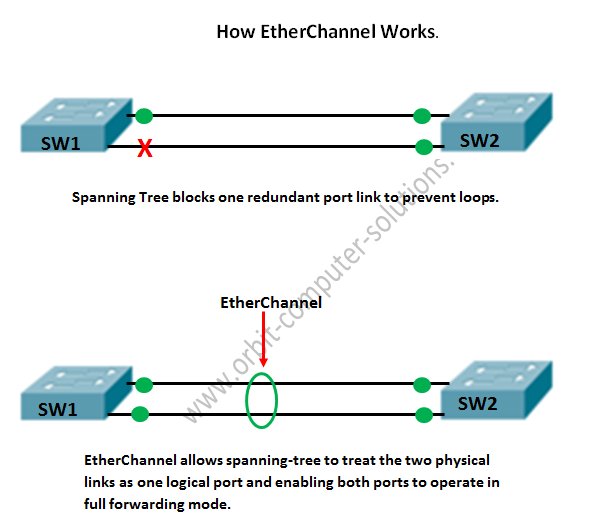 How EtherChannel Works.
SW1
X
SW2
Spanning Tree blocks one redundant port link to prevent loops.
www.orbit-computer-solutions.
EtherChannel
SW1
SW2
EtherChannel allows spanning-tree to treat the two physical
links as one logical port and enabling both ports to operate in
full forwarding mode.